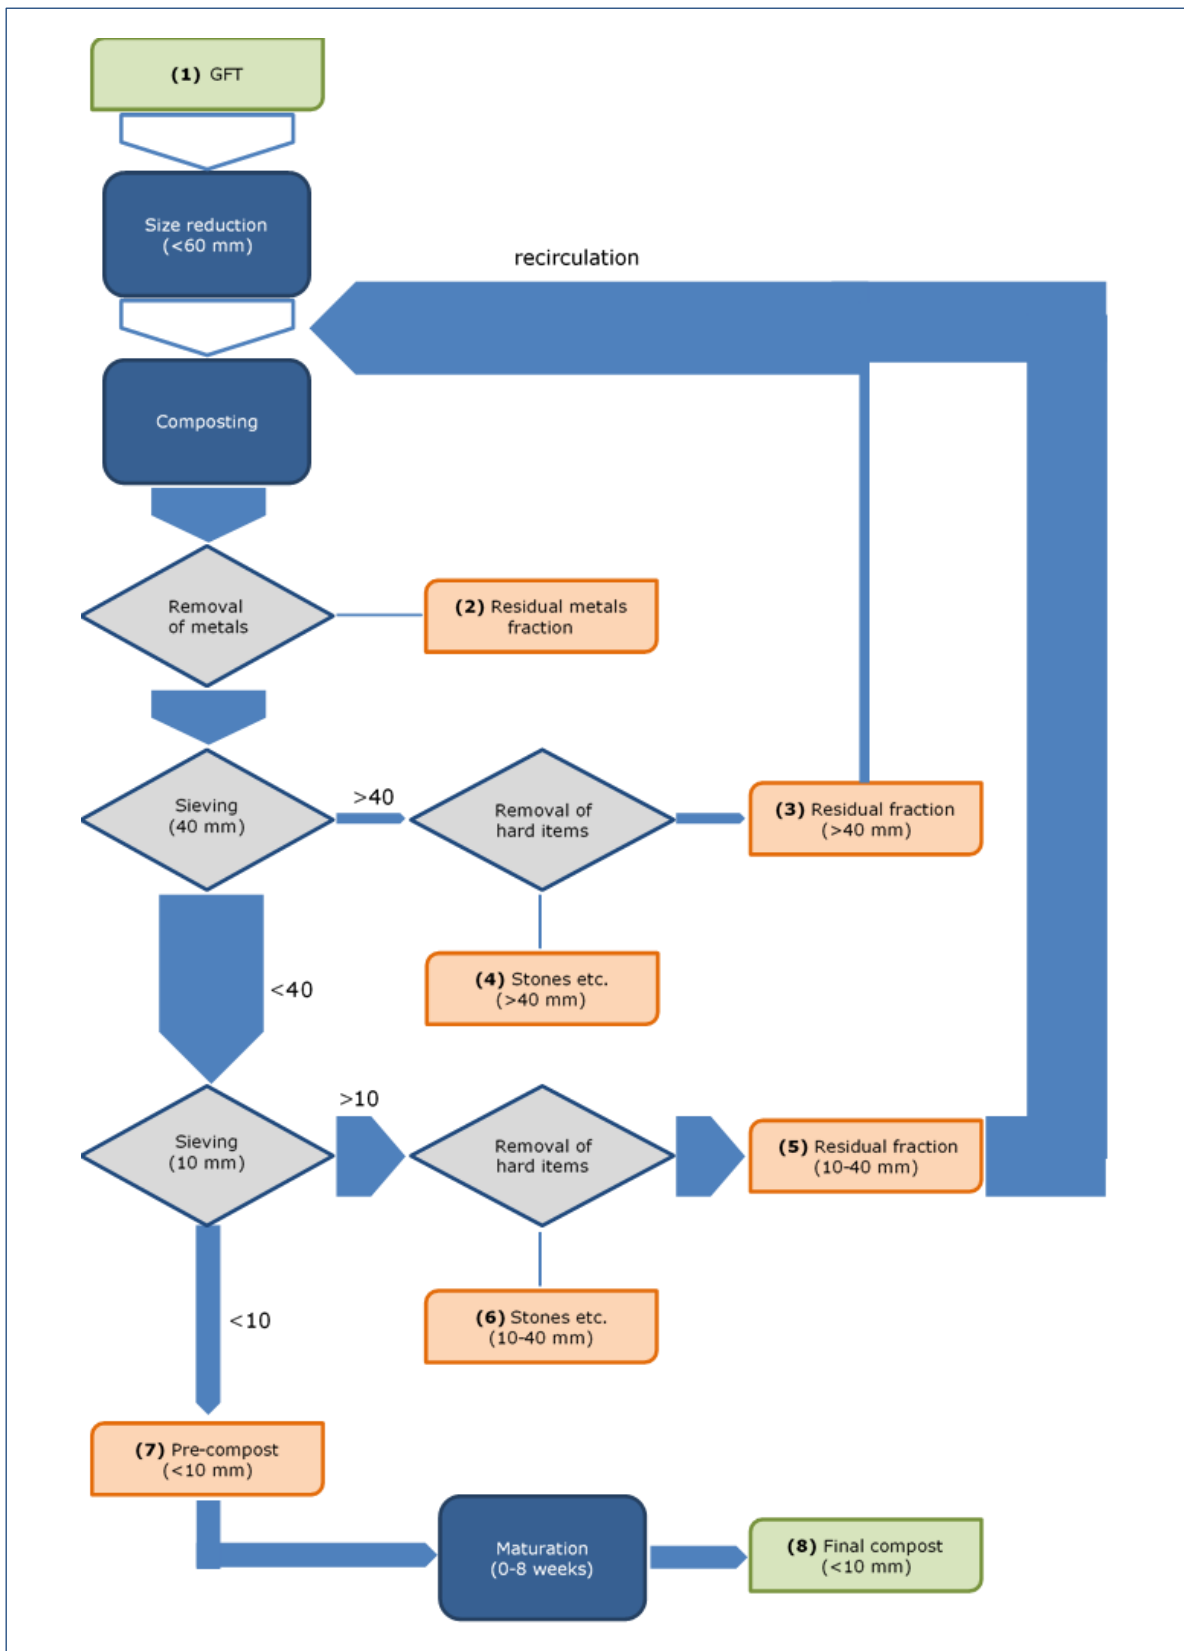 (1) GFT
Size reduction
(<60 mm)
recirculation
Composting
Removal
of metals
(2) Residual metals
fraction
Sieving
(40 mm)
>40
Removal of
hard items
(3) Residual fraction
(>40 mm)
(4) Stones etc.
(>40 mm)
<40
Sieving
(10 mm)
>10
Removal of
hard items
(5) Residual fraction
(10-40 mm)
(6) Stones etc.
(10-40 mm)
<10
(7) Pre-compost
(<10 mm)
Maturation
(0-8 weeks)
(8) Final compost
(<10 mm)